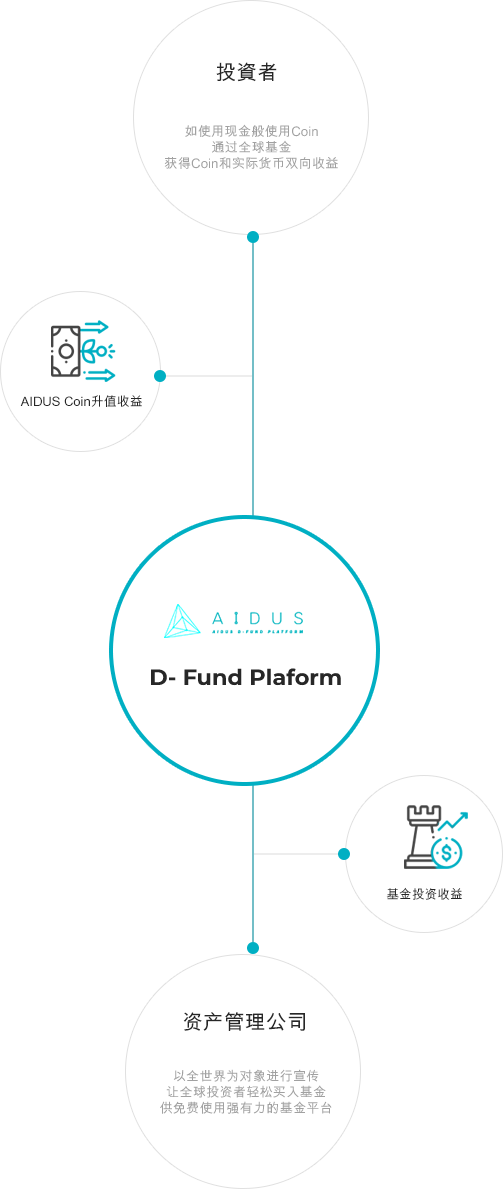 投資者
如使用现金般使用Coin
通过全球基金
获得Coin和实际货币双向收益
AIDUS Coin升值收益
AIDUS
AIDUS D-FUND PLATFORM
D- Fund Plaform
基金投资收益
资产管理公司
以全世界为对象进行宣传
让全球投资者轻松买入基金
供免费使用强有力的基金平台